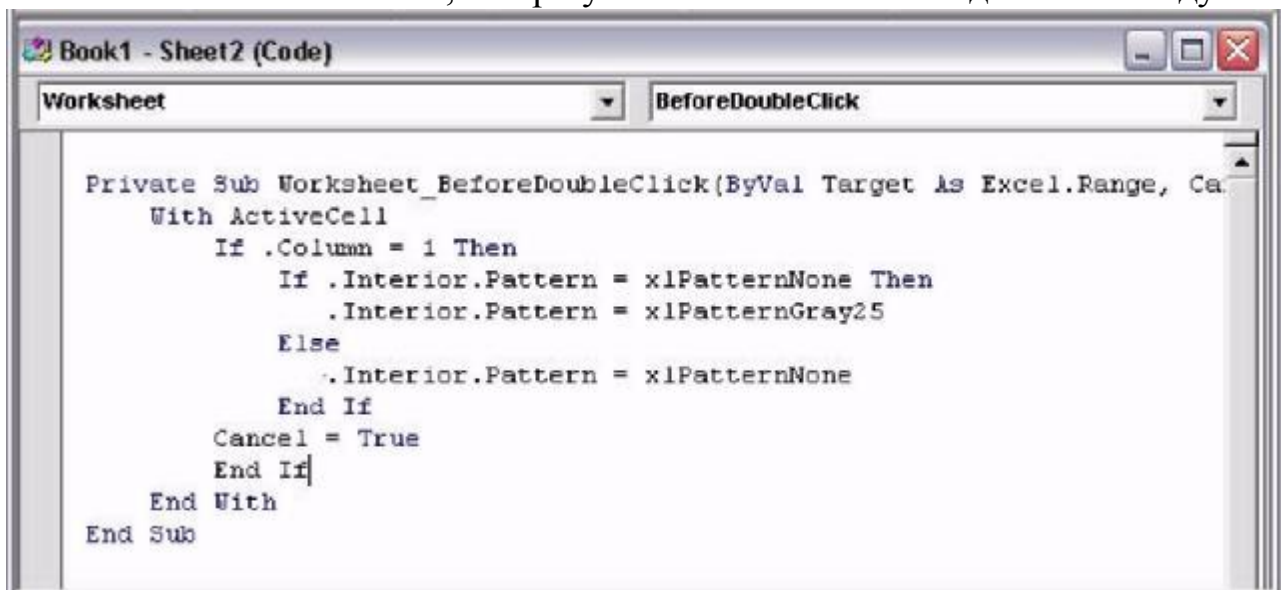 Book1 - Sheet2 (Code)
Worksheet BeforeDoubleClick
Private Sub Worksheet_BeforeDoubleClick(ByVal Target As Excel.Range, Ca
With ActiveCell
If .Column = 1 Then
If .Interior.Pattern = xlPatternNone Then
.Interior.Pattern = xlPatternGray25
Else
.Interior.Pattern = xlPatternNone
End If
Cancel = True
End If
End With
End Sub